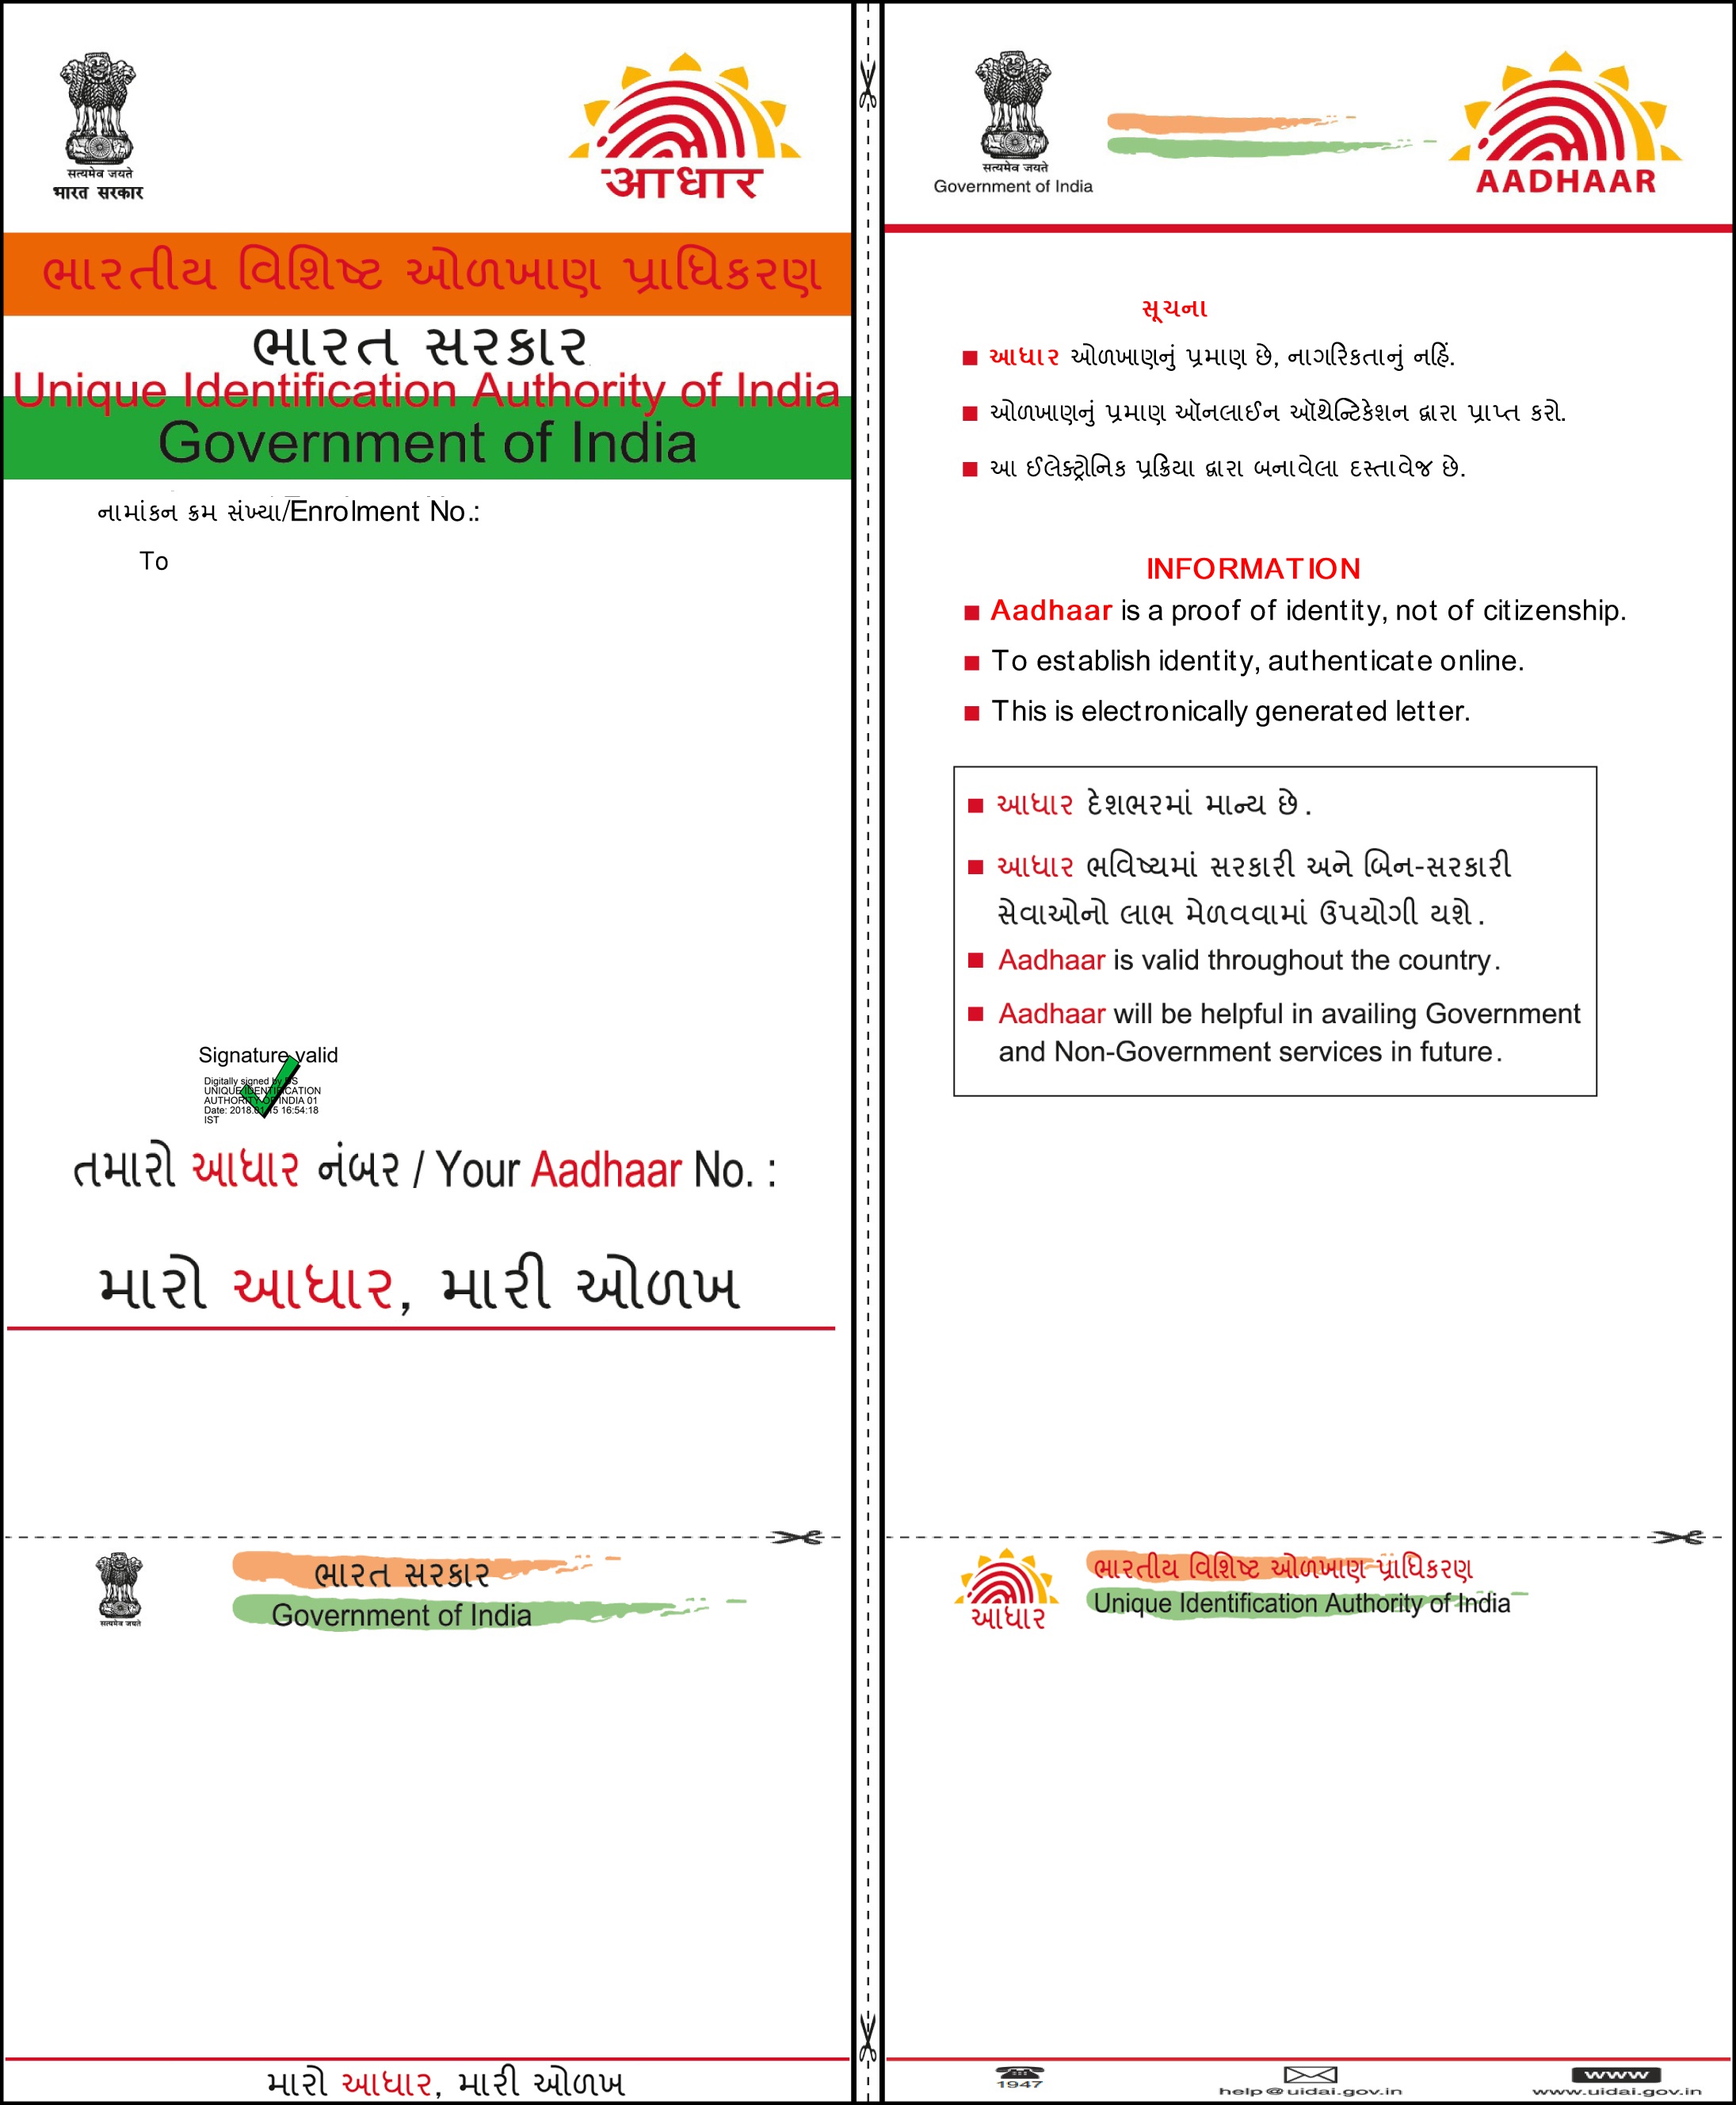 सत्यमेव जयते
भारत सरकार
आधार
ભારતીય વિશિષ્ટ ઓળખાણ પ્રાધિકરણ
ભારત સરકાર
Unique Identification Authority of India
Government of India
નામાંકન ક્રમ સંખ્યા/Enrolment No.:
To
Signature valid
Digitally signed by DS
UNIQUE IDENTIFICATION
AUTHORITY OF INDIA 01
Date: 2018.01.15 16:54:18
IST
તમારો આધાર નંબર / Your Aadhaar No. :
મારો આધાર, મારી ઓળખ
सत्यमेव जयते
ભારત સરકાર
Government of India
મારો આધાર, મારી ઓળખ
सत्यमेव जयते
Government of India
AADHAAR
સૂચના
આધાર ઓળખાણનું પ્રમાણ છે, નાગરિકતાનું નહિં.
ઓળખાણનું પ્રમાણ ઑનલાઈન ઑથેન્ટિકેશન દ્વારા પ્રાપ્ત કરો.
આ ઈલેક્ટ્રોનિક પ્રક્રિયા દ્વારા બનાવેલા દસ્તાવેજ છે.
INFORMATION
Aadhaar is a proof of identity, not of citizenship.
To establish identity, authenticate online.
This is electronically generated letter.
આધાર દેશભરમાં માન્ય છે.
આધાર ભવિષ્યમાં સરકારી અને બિન-સરકારી
સેવાઓનો લાભ મેળવવામાં ઉપયોગી યશે.
Aadhaar is valid throughout the country.
Aadhaar will be helpful in availing Government
and Non-Government services in future.
આધાર
ભારતીય વિશિષ્ટ ઓળખાણ પ્રાધિકરણ
Unique Identification Authority of India
1947
help@uidai.gov.in
www
www.uidai.gov.in